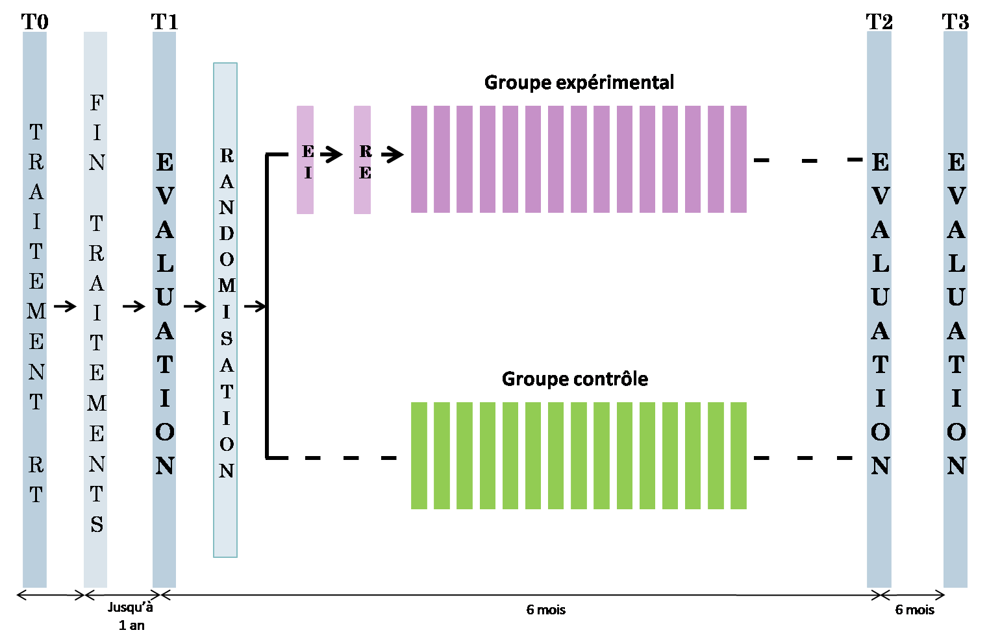 T0
T1
T2
T3
TRAITEMENT RT
FIN TRAITEMENTS
EVALUATION
RANDOMISATION
Groupe expérimental
EI
RE
Groupe contrôle
EVALUATION
EVALUATION
Jusqu'à
1 an
6 mois
6 mois